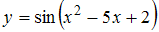 y = sin(x² − 5x + 2)